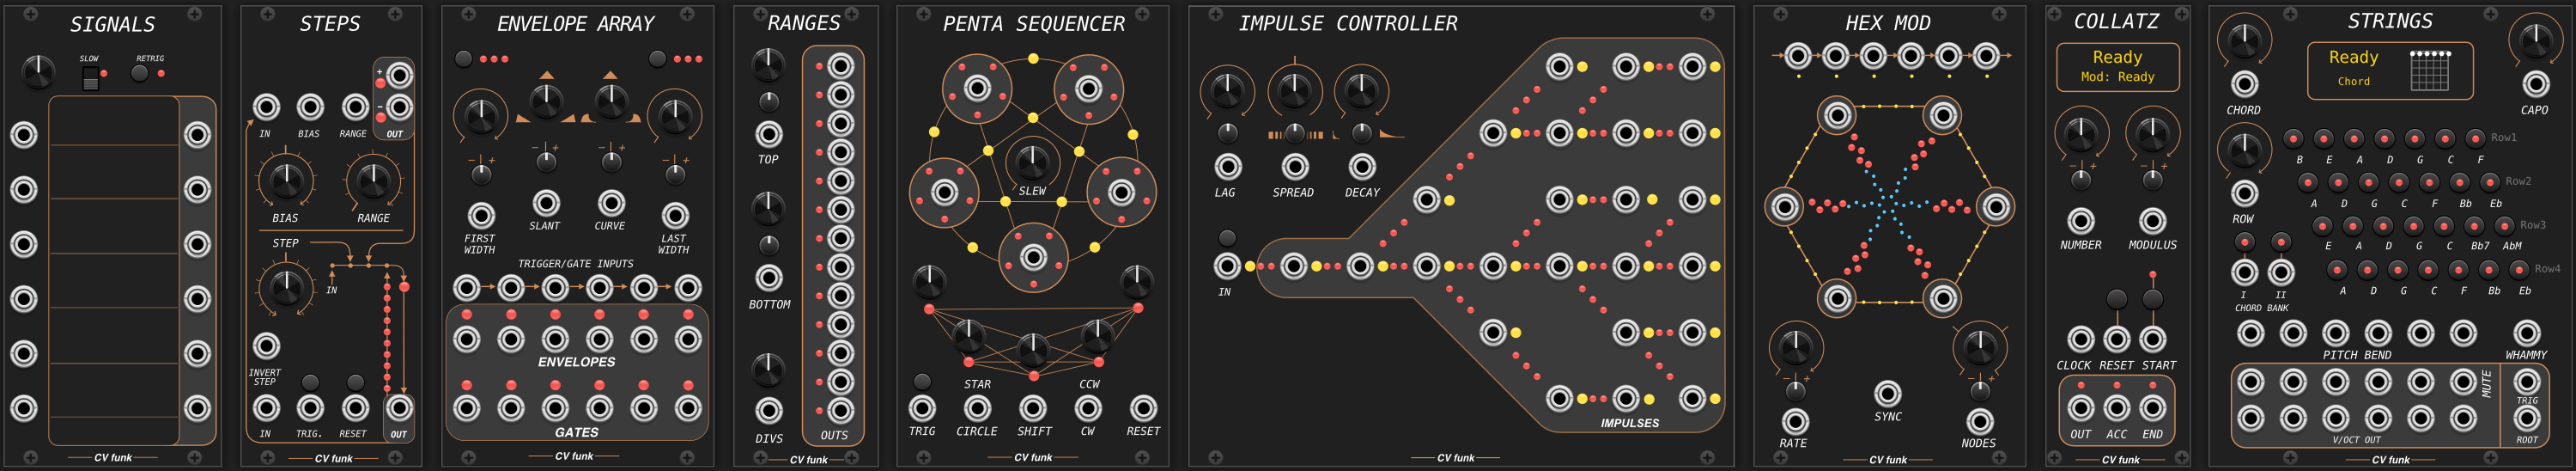 SIGNALS
SLOW
RETRIG
CV funk
STEPS
+
-
IN BIAS RANGE OUT
BIAS RANGE
STEP
IN
INVERT
STEP
IN TRIG. RESET OUT
CV funk
ENVELOPE ARRAY
- | + - | +
- | + - | +
SLANT CURVE
FIRST
WIDTH
LAST
WIDTH
TRIGGER/GATE INPUTS
ENVELOPES
GATES
CV funk
RANGES
TOP
BOTTOM
DIVS
OUTS
CV funk
PENTA SEQUENCER
SLEW
STAR CCW
TRIG CIRCLE SHIFT CW RESET
CV funk
IMPULSE CONTROLLER
LAG SPREAD DECAY
IN
IMPULSES
CV funk
HEX MOD
- | + - | +
SYNC
RATE NODES
CV funk
COLLATZ
Ready
Mod: Ready
- | + - | +
NUMBER MODULUS
CLOCK RESET START
OUT ACC END
CV funk
STRINGS
Ready
Chord
CHORD CAPO
B E A D G C F Row1
A D G C F Bb Eb Row2
ROW
E A D G C Bb7 AbM Row3
A D G C F Bb Eb Row4
I II
CHORD BANK
PITCH BEND WHAMMY
MUTE
TRIG
V/OCT OUT ROOT
CV funk